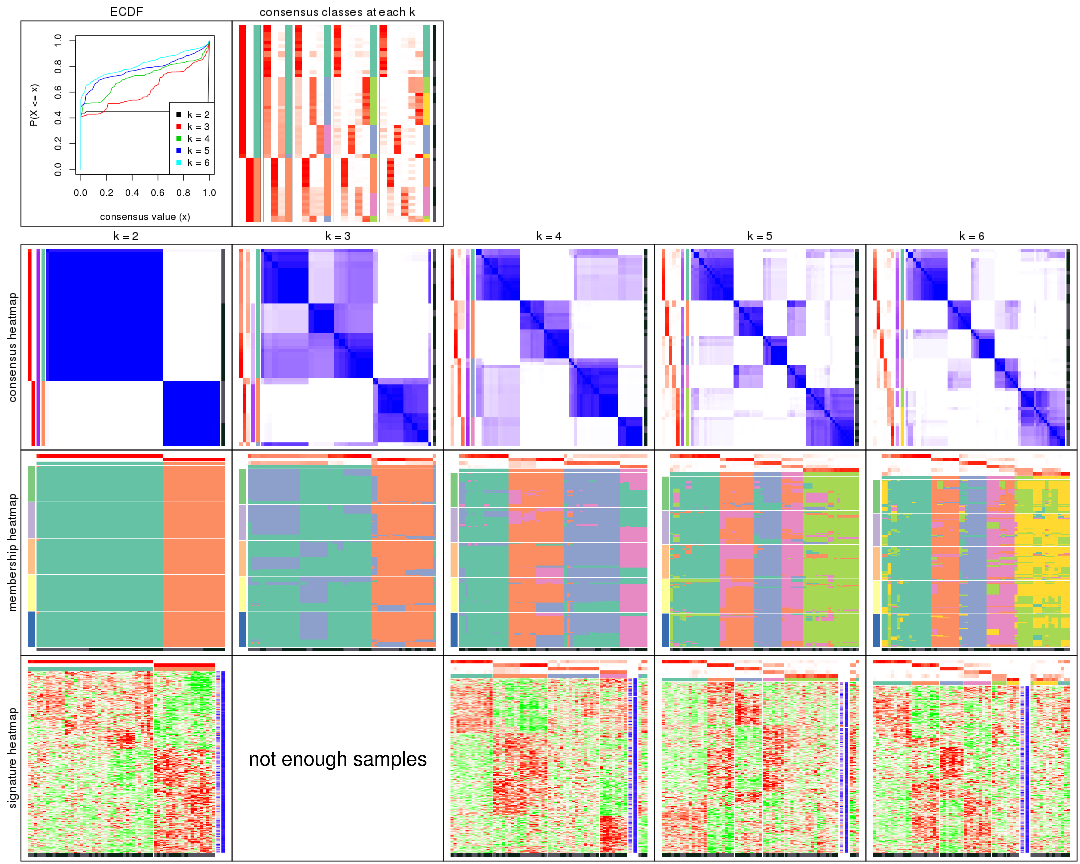 ECDF
consensus classes at each k
P(X <= x)
1.0
0.8
0.6
0.4
0.2
0.0
k = 2
k = 3
k = 4
k = 5
k = 6
0.0 0.2 0.4 0.6 0.8 1.0
consensus value (x)
k = 2
k = 3
k = 4
k = 5
k = 6
consensus heatmap
membership heatmap
signature heatmap
not enough samples